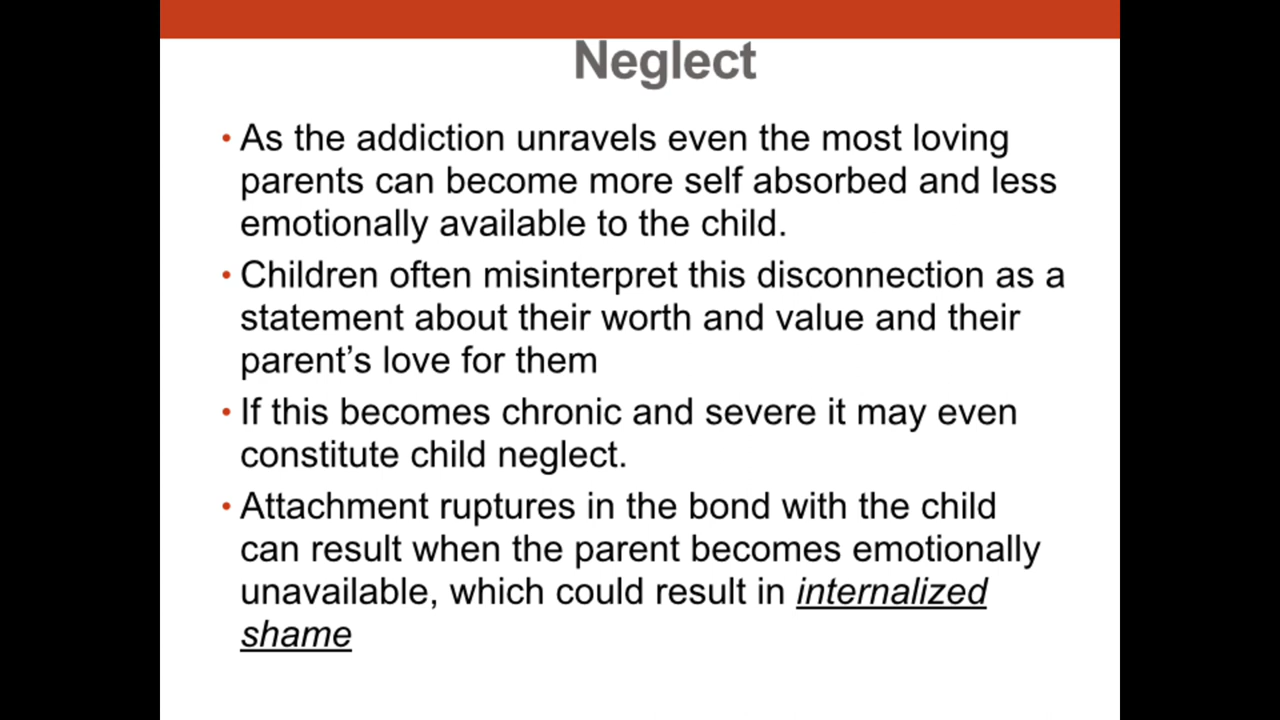 Neglect
• As the addiction unravels even the most loving
parents can become more self absorbed and less
emotionally available to the child.
• Children often misinterpret this disconnection as a
statement about their worth and value and their
parent’s love for them
• If this becomes chronic and severe it may even
constitute child neglect.
• Attachment ruptures in the bond with the child
can result when the parent becomes emotionally
unavailable, which could result in internalized
shame